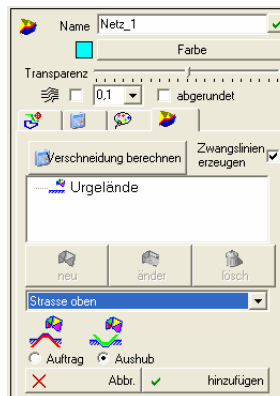 Name Netz_1
Farbe
Transparenz
0,1 abgerundet
Verschneidung berechnen Zwangslinien erzeugen
Urgelände
neu änder lösch
Strasse oben
Auftrag Aushub
Abbr. hinzufügen